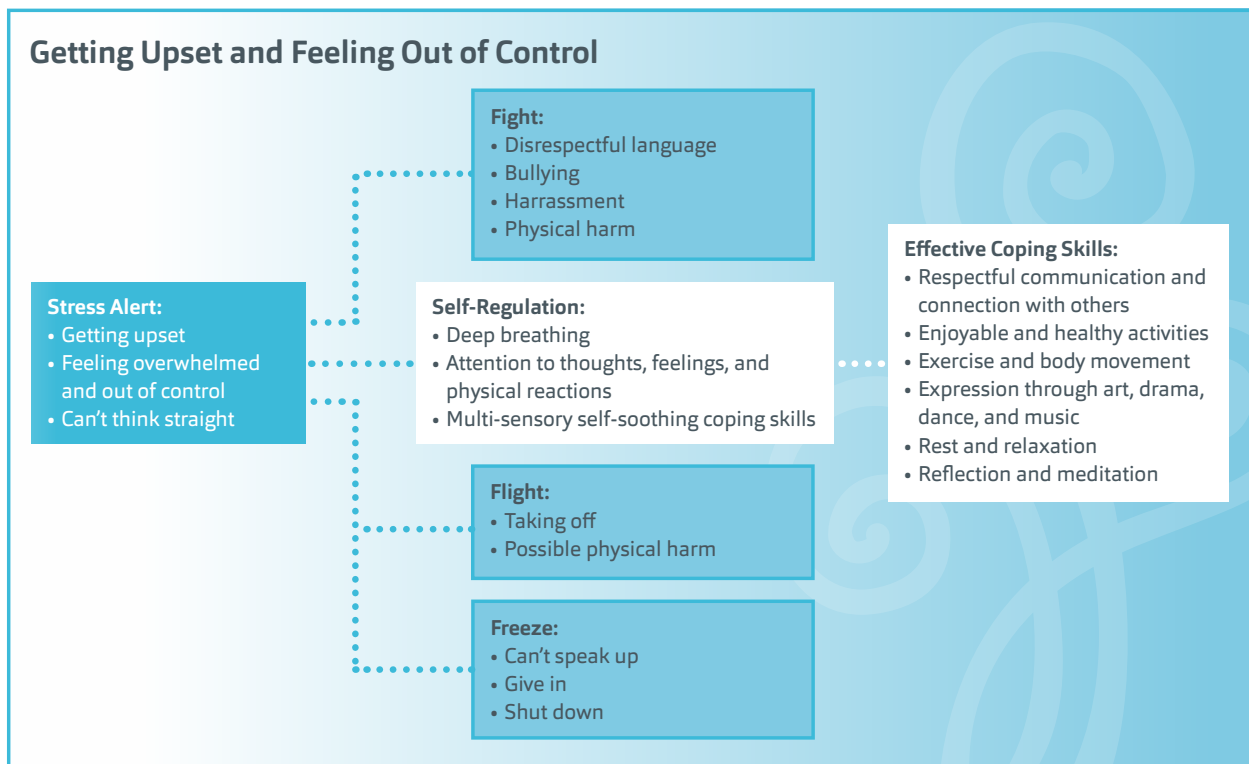 Getting Upset and Feeling Out of Control
Fight:
• Disrespectful language
• Bullying
• Harrassment
• Physical harm
Stress Alert:
• Getting upset
• Feeling overwhelmed
and out of control
• Can't think straight
Self-Regulation:
• Deep breathing
• Attention to thoughts, feelings, and
physical reactions
• Multi-sensory self-soothing coping skills
Flight:
• Taking off
• Possible physical harm
Freeze:
• Can't speak up
• Give in
• Shut down
Effective Coping Skills:
• Respectful communication and
connection with others
• Enjoyable and healthy activities
• Exercise and body movement
• Expression through art, drama,
dance, and music
• Rest and relaxation
• Reflection and meditation